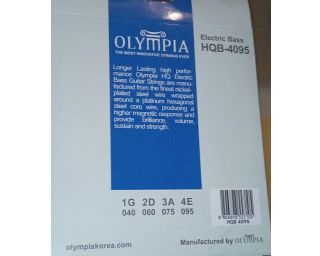 OLYMPIA
THE MOST INNOVATIVE STRINGS EVER
Electric Bass
HQB-4095
Longer Lasting high perfor-
mance Olympia HQ Electric
Bass Guitar Strings are manu-
factured from the finest nickel-
plated steel wire wrapped
around a platinum hexagonal
steel core wire, producing a
higher magnetic response and
provide brilliance, volume,
sustain and strength.
1G 2D 3A 4E
040 060 075 095
HQB 4095
olympiakorea.com
Manufactured by OLYMPIA